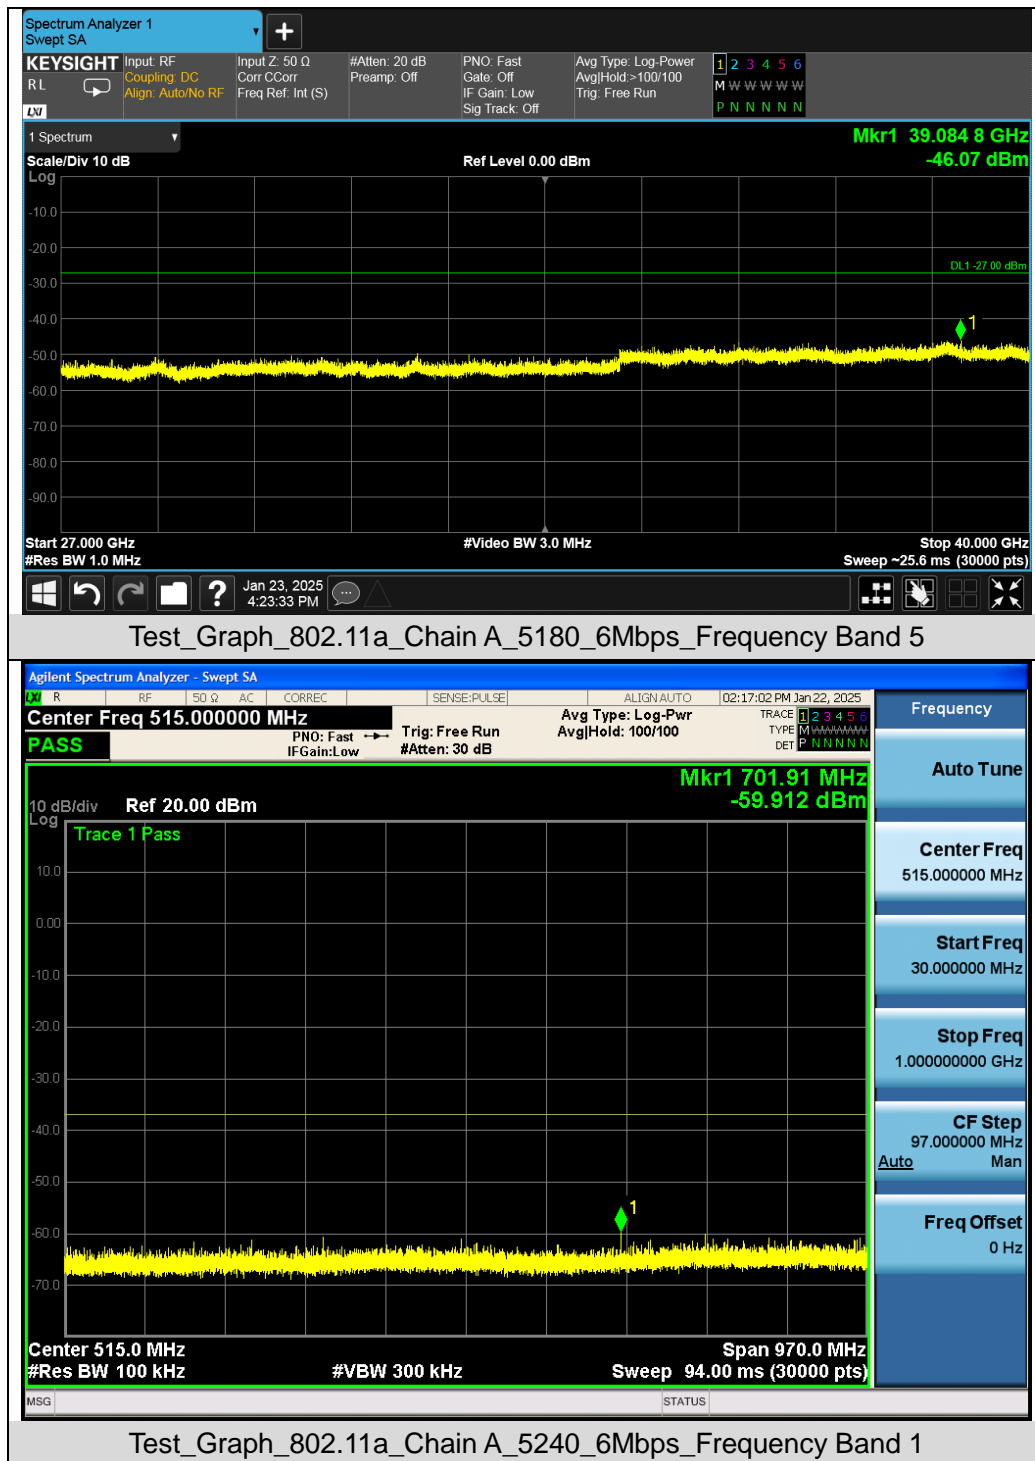 Spectrum Analyzer 1
Swept SA
KEYSIGHT
R L
LXI
Input: RF
Coupling: DC
Align: Auto/No RF
Input Z: 50 Ω
Corr CCorr
Freq Ref: Int (S)
#Atten: 20 dB
Preamp: Off
PNO: Fast
Gate: Off
IF Gain: Low
Sig Track: Off
Avg Type: Log-Power
Avg|Hold:>100/100
Trig: Free Run
1 2 3 4 5 6
M W W W W W
P N N N N N
1 Spectrum
Scale/Div 10 dB
Log
Ref Level 0.00 dBm
Mkr1 39.084 8 GHz
-46.07 dBm
-10.0
-20.0
DL1 -27.00 dBm
-30.0
-40.0
1
-50.0
-60.0
-70.0
-80.0
-90.0
Start 27.000 GHz
#Res BW 1.0 MHz
#Video BW 3.0 MHz
Stop 40.000 GHz
Sweep ~25.6 ms (30000 pts)
Jan 23, 2025
4:23:33 PM
Test_Graph_802.11a_Chain A_5180_6Mbps_Frequency Band 5
Agilent Spectrum Analyzer - Swept SA
LXI R RF 50 Ω AC CORREC SENSE:PULSE ALIGN AUTO 02:17:02 PM Jan 22, 2025
Center Freq 515.000000 MHz
PASS
PNO: Fast
IFGain:Low
Trig: Free Run
#Atten: 30 dB
Avg Type: Log-Pwr
Avg|Hold: 100/100
TRACE 1 2 3 4 5 6
TYPE M W W W W W
DET P N N N N N
Mkr1 701.91 MHz
-59.912 dBm
10 dB/div
Log
Ref 20.00 dBm
Trace 1 Pass
10.0
0.00
-10.0
-20.0
-30.0
-40.0
-50.0
1
-60.0
-70.0
Center 515.0 MHz
#Res BW 100 kHz
#VBW 300 kHz
Span 970.0 MHz
Sweep 94.00 ms (30000 pts)
MSG
STATUS
Frequency
Auto Tune
Center Freq
515.000000 MHz
Start Freq
30.000000 MHz
Stop Freq
1.000000000 GHz
CF Step
97.000000 MHz
Auto Man
Freq Offset
0 Hz
Test_Graph_802.11a_Chain A_5240_6Mbps_Frequency Band 1